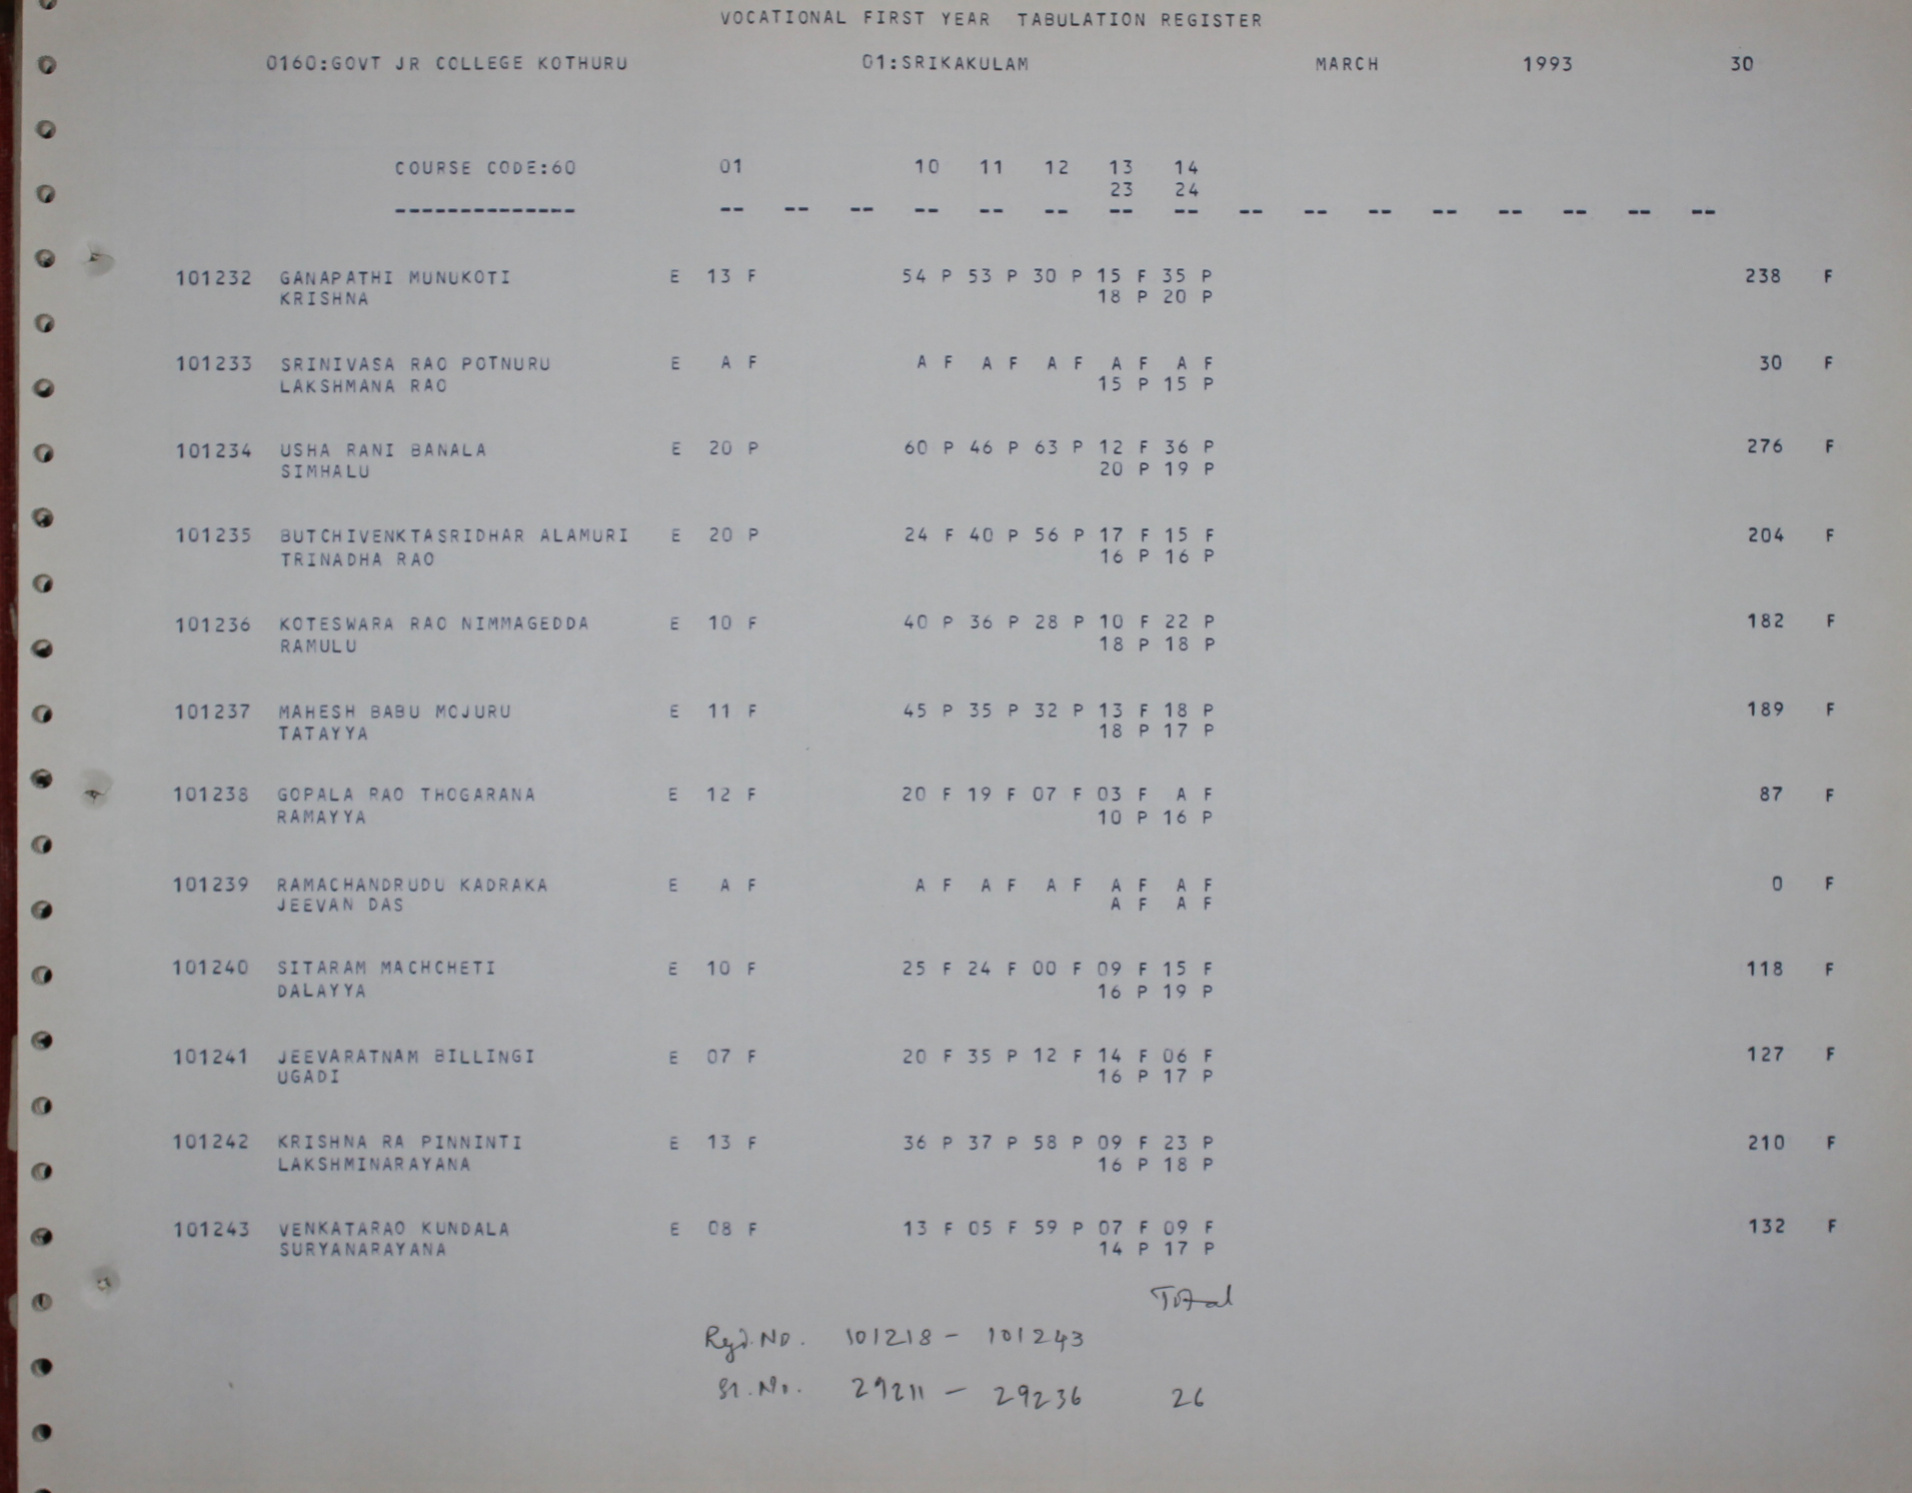 VOCATIONAL FIRST YEAR TABULATION REGISTER
0160:GOVT JR COLLEGE KOTHURU 01:SRIKAKULAM MARCH 1993 30
COURSE CODE:60 01 10 11 12 13 14
23 24
-------------- -- -- -- -- -- -- -- -- -- -- -- -- -- -- -- --
101232 GANAPATHI MUNUKOTI E 13 F 54 P 53 P 30 P 15 F 35 P 238 F
KRISHNA 18 P 20 P
101233 SRINIVASA RAO POTNURU E A F A F A F A F A F A F 30 F
LAKSHMANA RAO 15 P 15 P
101234 USHA RANI BANALA E 20 P 60 P 46 P 63 P 12 F 36 P 276 F
SIMHALU 20 P 19 P
101235 BUTCHIVENKTASRIDHAR ALAMURI E 20 P 24 F 40 P 56 P 17 F 15 F 204 F
TRINADHA RAO 16 P 16 P
101236 KOTESWARA RAO NIMMAGEDDA E 10 F 40 P 36 P 28 P 10 F 22 P 182 F
RAMULU 18 P 18 P
101237 MAHESH BABU MOJURU E 11 F 45 P 35 P 32 P 13 F 18 P 189 F
TATAYYA 18 P 17 P
101238 GOPALA RAO THOGARANA E 12 F 20 F 19 F 07 F 03 F A F 87 F
RAMAYYA 10 P 16 P
101239 RAMACHANDRUDU KADRAKA E A F A F A F A F A F A F 0 F
JEEVAN DAS A F A F
101240 SITARAM MACHCHETI E 10 F 25 F 24 F 00 F 09 F 15 F 118 F
DALAYYA 16 P 19 P
101241 JEEVARATNAM BILLINGI E 07 F 20 F 35 P 12 F 14 F 06 F 127 F
UGADI 16 P 17 P
101242 KRISHNA RA PINNINTI E 13 F 36 P 37 P 58 P 09 F 23 P 210 F
LAKSHMINARAYANA 16 P 18 P
101243 VENKATARAO KUNDALA E 08 F 13 F 05 F 59 P 07 F 09 F 132 F
SURYANARAYANA 14 P 17 P
Total
Regd.No. 101218 - 101243
Sl.No. 29211 - 29236 26